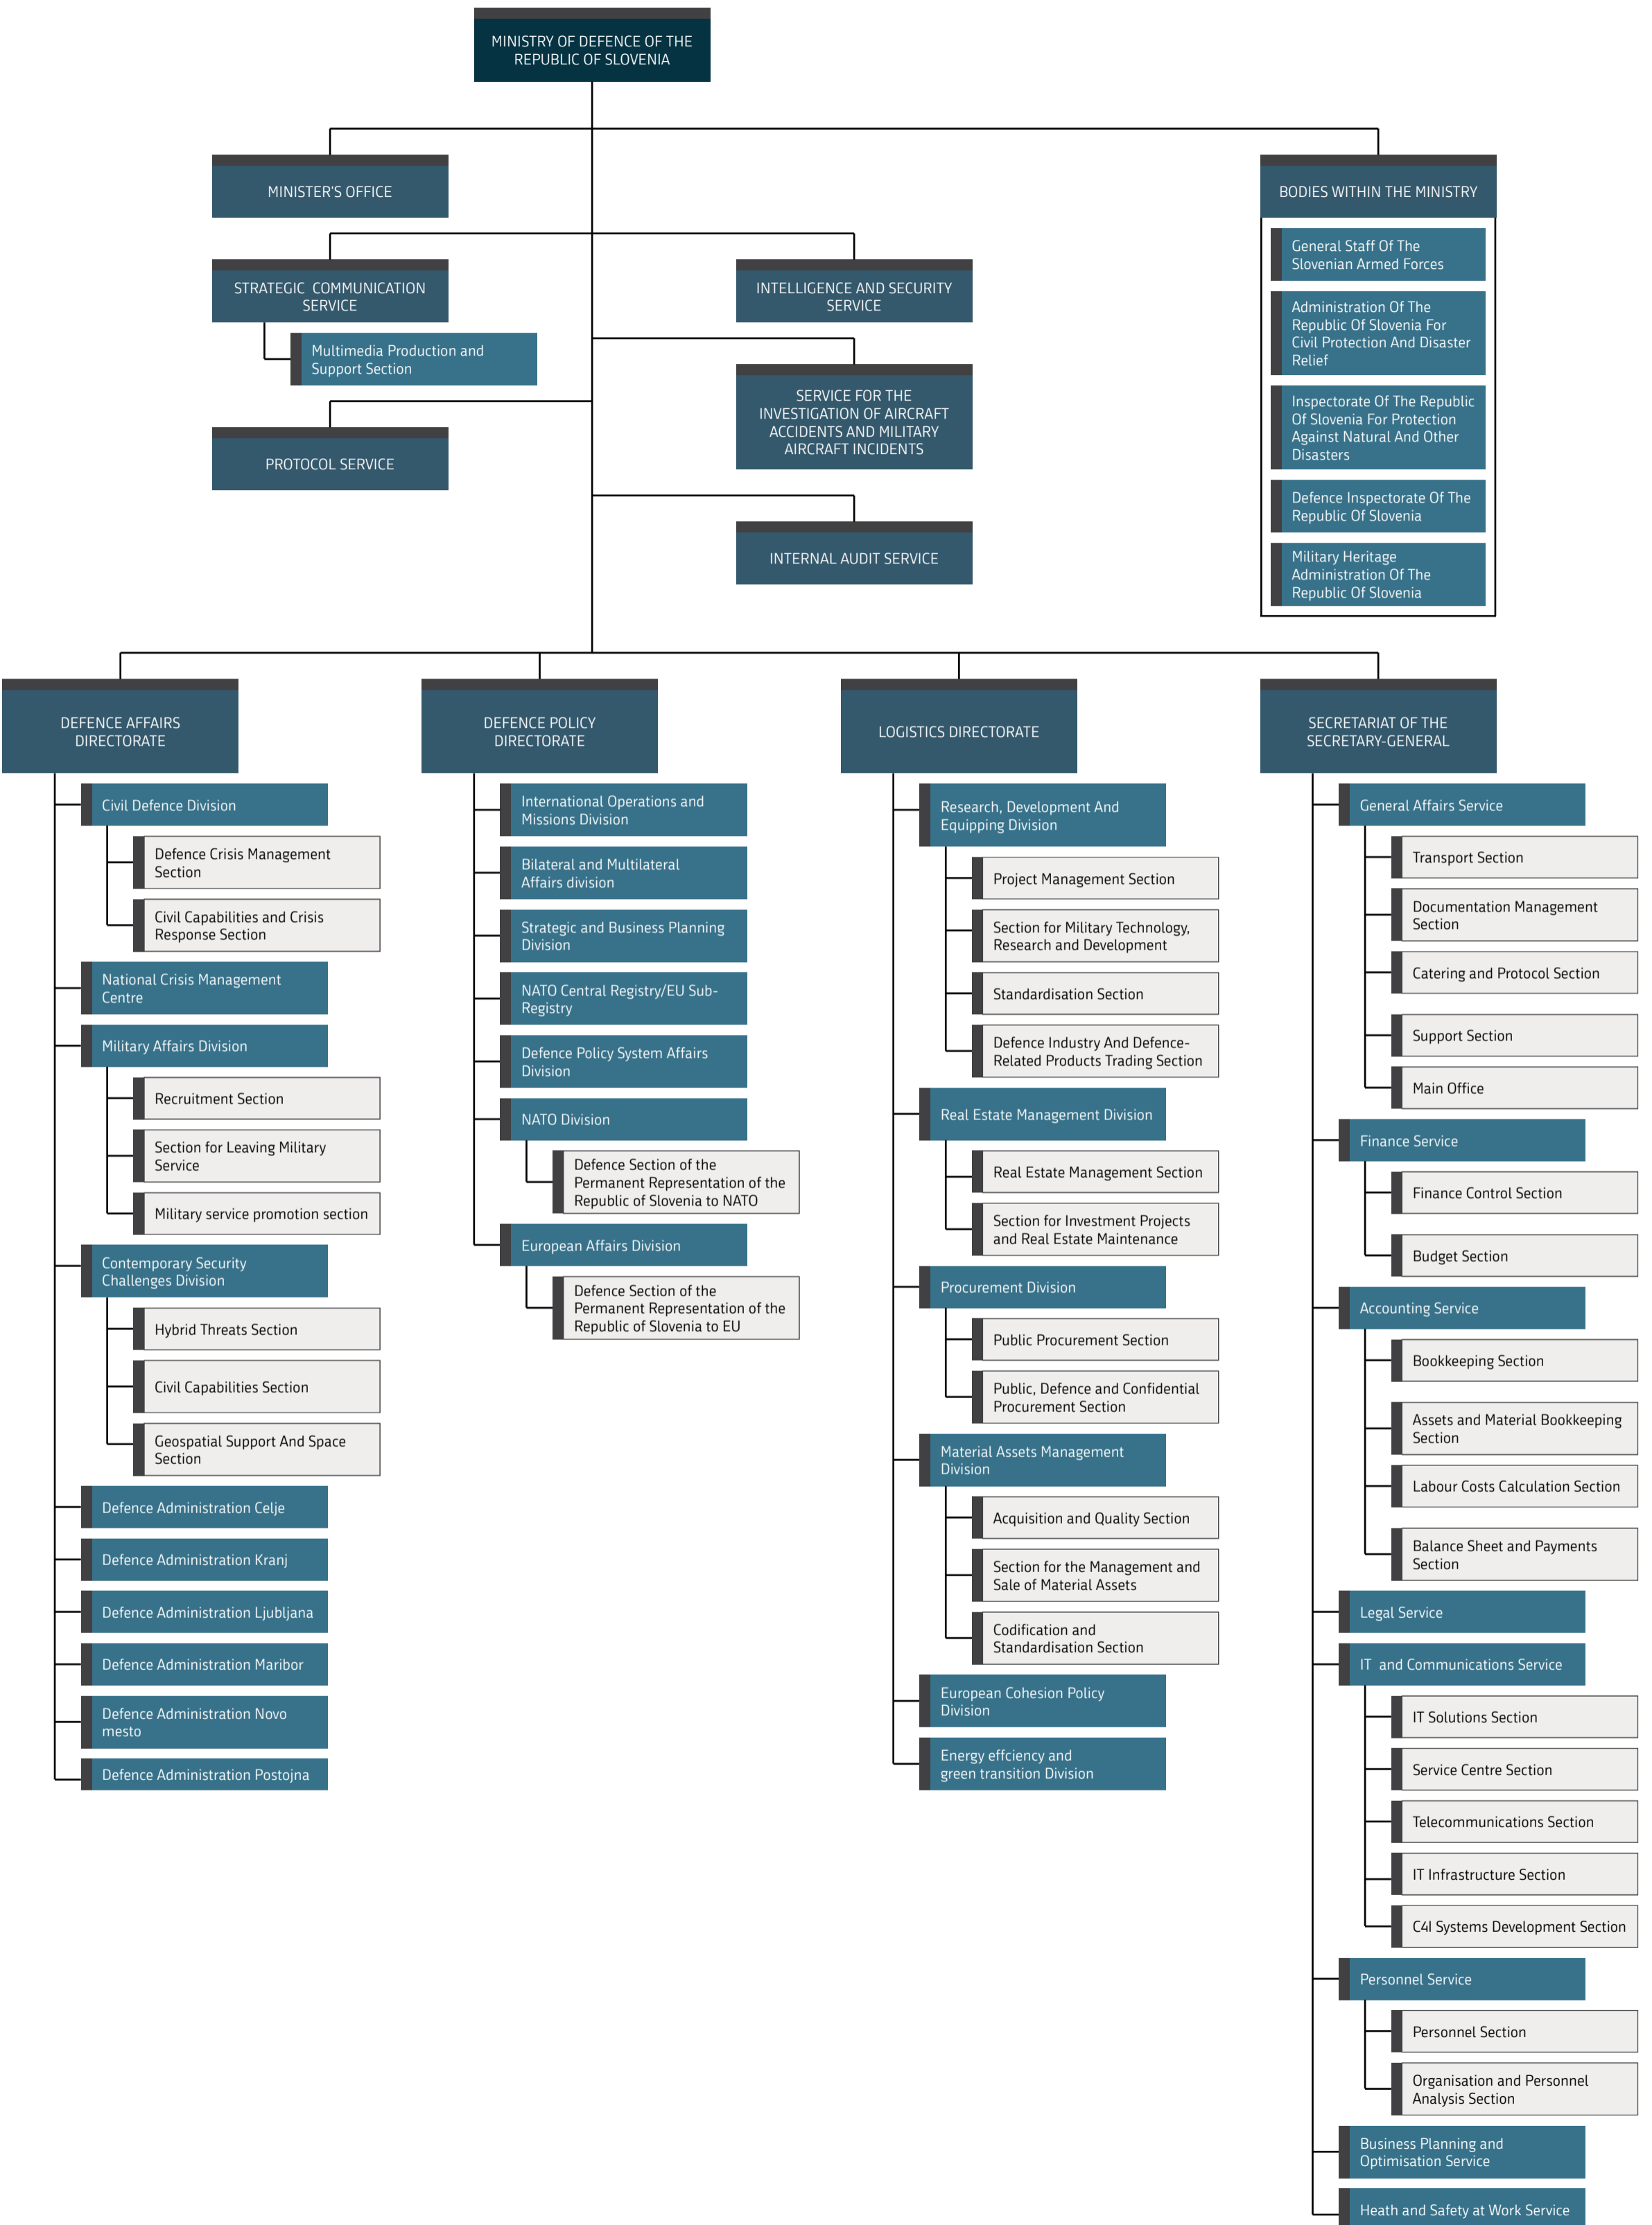 MINISTRY OF DEFENCE OF THE
REPUBLIC OF SLOVENIA
MINISTER'S OFFICE
BODIES WITHIN THE MINISTRY
General Staff Of The
Slovenian Armed Forces
Administration Of The
Republic Of Slovenia For
Civil Protection And Disaster
Relief
Inspectorate Of The Republic
Of Slovenia For Protection
Against Natural And Other
Disasters
Defence Inspectorate Of The
Republic Of Slovenia
Military Heritage
Administration Of The
Republic Of Slovenia
STRATEGIC COMMUNICATION
SERVICE
Multimedia Production and
Support Section
PROTOCOL SERVICE
INTELLIGENCE AND SECURITY
SERVICE
SERVICE FOR THE
INVESTIGATION OF AIRCRAFT
ACCIDENTS AND MILITARY
AIRCRAFT INCIDENTS
INTERNAL AUDIT SERVICE
DEFENCE AFFAIRS
DIRECTORATE
Civil Defence Division
Defence Crisis Management
Section
Civil Capabilities and Crisis
Response Section
National Crisis Management
Centre
Military Affairs Division
Recruitment Section
Section for Leaving Military
Service
Military service promotion section
Contemporary Security
Challenges Division
Hybrid Threats Section
Civil Capabilities Section
Geospatial Support And Space
Section
Defence Administration Celje
Defence Administration Kranj
Defence Administration Ljubljana
Defence Administration Maribor
Defence Administration Novo
mesto
Defence Administration Postojna
DEFENCE POLICY
DIRECTORATE
International Operations and
Missions Division
Bilateral and Multilateral
Affairs division
Strategic and Business Planning
Division
NATO Central Registry/EU Sub-
Registry
Defence Policy System Affairs
Division
NATO Division
Defence Section of the
Permanent Representation of the
Republic of Slovenia to NATO
European Affairs Division
Defence Section of the
Permanent Representation of the
Republic of Slovenia to EU
LOGISTICS DIRECTORATE
Research, Development And
Equipping Division
Project Management Section
Section for Military Technology,
Research and Development
Standardisation Section
Defence Industry And Defence-
Related Products Trading Section
Real Estate Management Division
Real Estate Management Section
Section for Investment Projects
and Real Estate Maintenance
Procurement Division
Public Procurement Section
Public, Defence and Confidential
Procurement Section
Material Assets Management
Division
Acquisition and Quality Section
Section for the Management and
Sale of Material Assets
Codification and
Standardisation Section
European Cohesion Policy
Division
Energy effciency and
green transition Division
SECRETARIAT OF THE
SECRETARY-GENERAL
General Affairs Service
Transport Section
Documentation Management
Section
Catering and Protocol Section
Support Section
Main Office
Finance Service
Finance Control Section
Budget Section
Accounting Service
Bookkeeping Section
Assets and Material Bookkeeping
Section
Labour Costs Calculation Section
Balance Sheet and Payments
Section
Legal Service
IT and Communications Service
IT Solutions Section
Service Centre Section
Telecommunications Section
IT Infrastructure Section
C4I Systems Development Section
Personnel Service
Personnel Section
Organisation and Personnel
Analysis Section
Business Planning and
Optimisation Service
Heath and Safety at Work Service